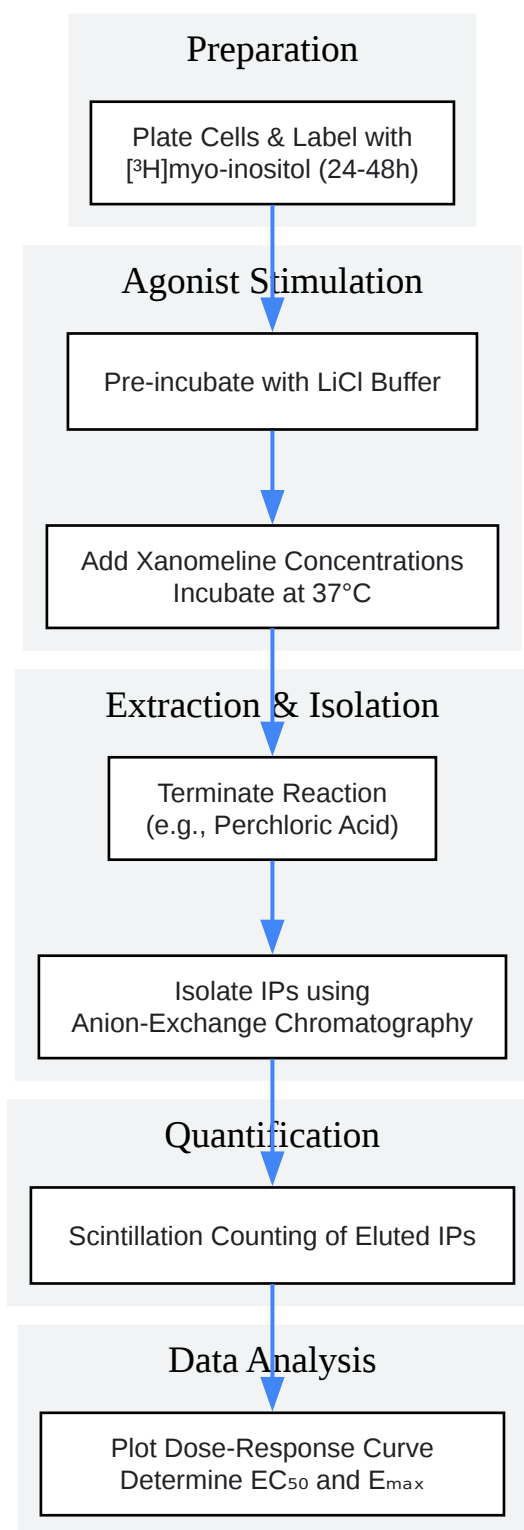 Preparation
Plate Cells & Label with
[³H]myo-inositol (24-48h)
Agonist Stimulation
Pre-incubate with LiCl Buffer
Add Xanomeline Concentrations
Incubate at 37°C
Extraction & Isolation
Terminate Reaction
(e.g., Perchloric Acid)
Isolate IPs using
Anion-Exchange Chromatography
Quantification
Scintillation Counting of Eluted IPs
Data Analysis
Plot Dose-Response Curve
Determine EC₅₀ and Eₘₐₓ